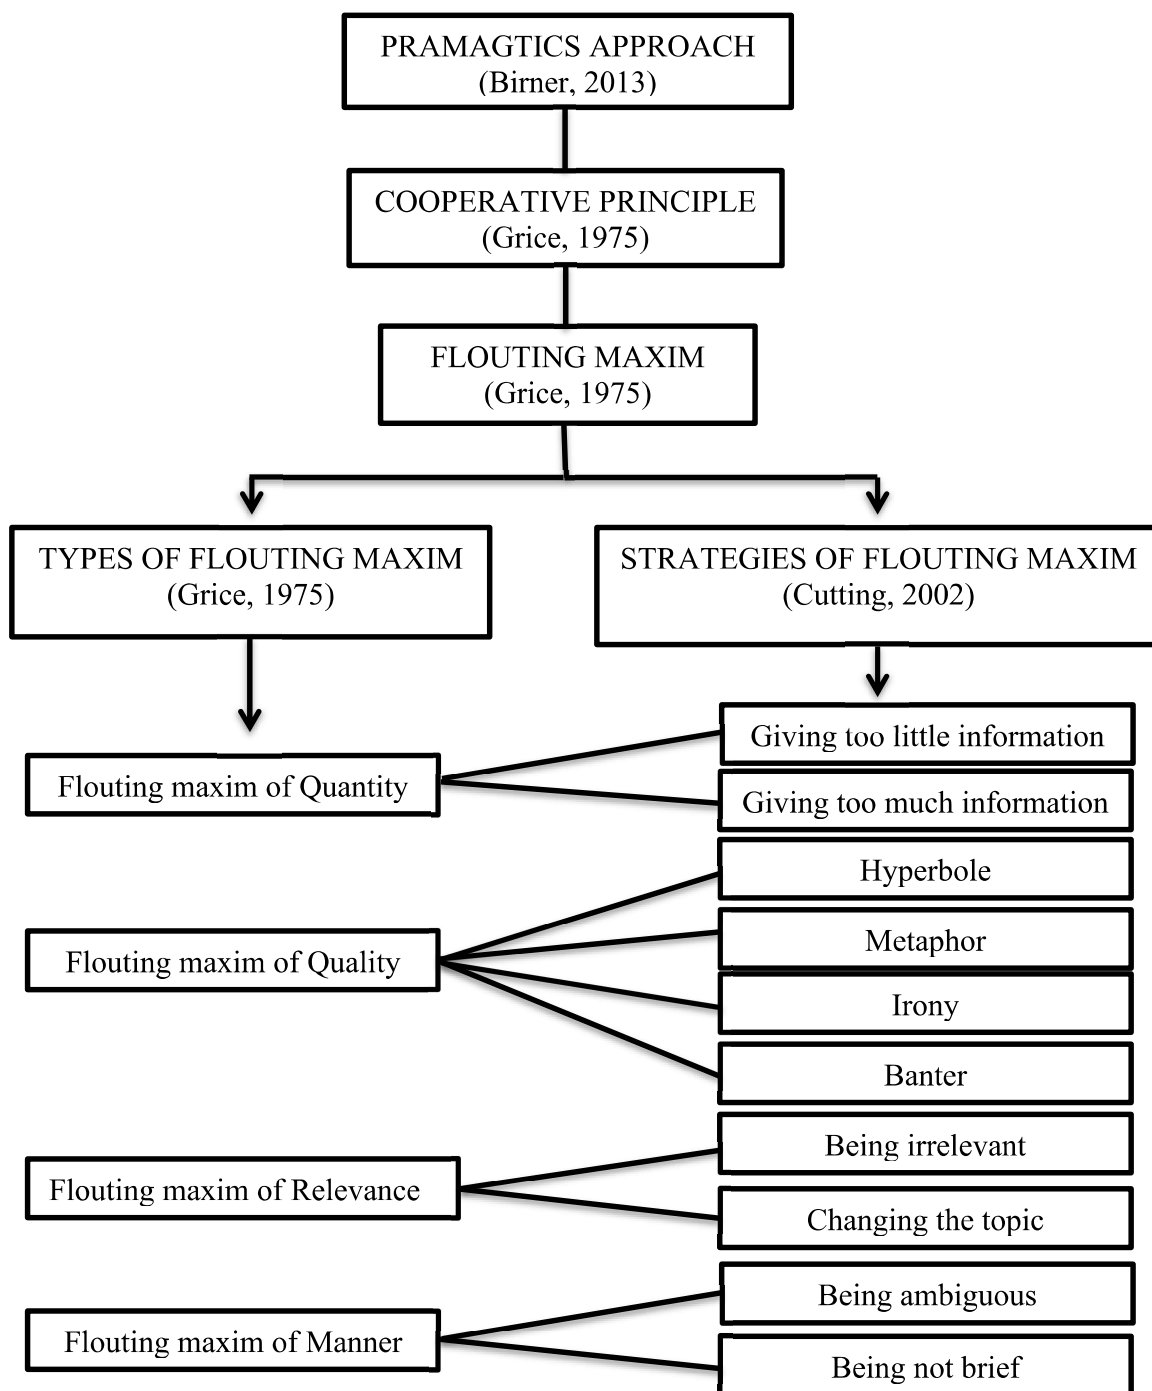 PRAMAGTICS APPROACH
(Birner, 2013)
COOPERATIVE PRINCIPLE
(Grice, 1975)
FLOUTING MAXIM
(Grice, 1975)
TYPES OF FLOUTING MAXIM
(Grice, 1975)
STRATEGIES OF FLOUTING MAXIM
(Cutting, 2002)
Flouting maxim of Quantity
Giving too little information
Giving too much information
Flouting maxim of Quality
Hyperbole
Metaphor
Irony
Banter
Flouting maxim of Relevance
Being irrelevant
Changing the topic
Flouting maxim of Manner
Being ambiguous
Being not brief